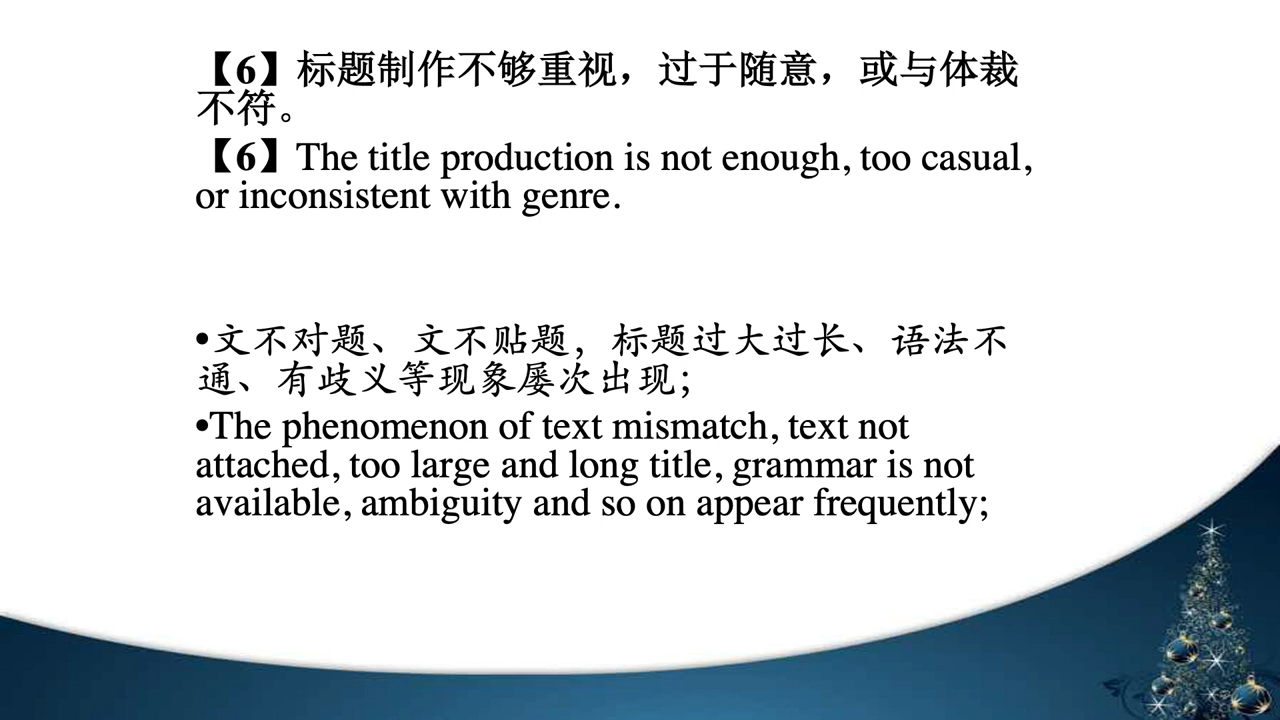 【6】标题制作不够重视，过于随意，或与体裁
不符。
【6】The title production is not enough, too casual,
or inconsistent with genre.
•文不对题、文不贴题，标题过大过长、语法不
通、有歧义等现象屡次出现；
•The phenomenon of text mismatch, text not
attached, too large and long title, grammar is not
available, ambiguity and so on appear frequently;